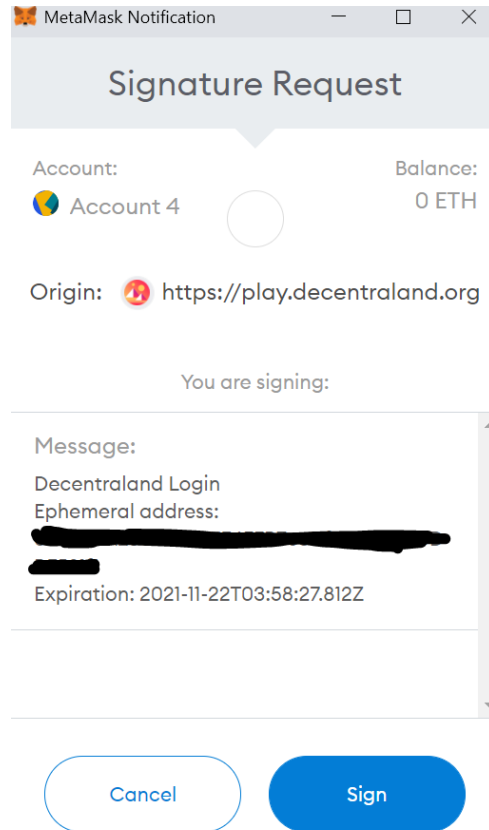 MetaMask Notification
Signature Request
Account:
Balance:
Account 4
0 ETH
Origin: https://play.decentraland.org
You are signing:
Message:
Decentraland Login
Ephemeral address:
Expiration: 2021-11-22T03:58:27.812Z
Cancel
Sign